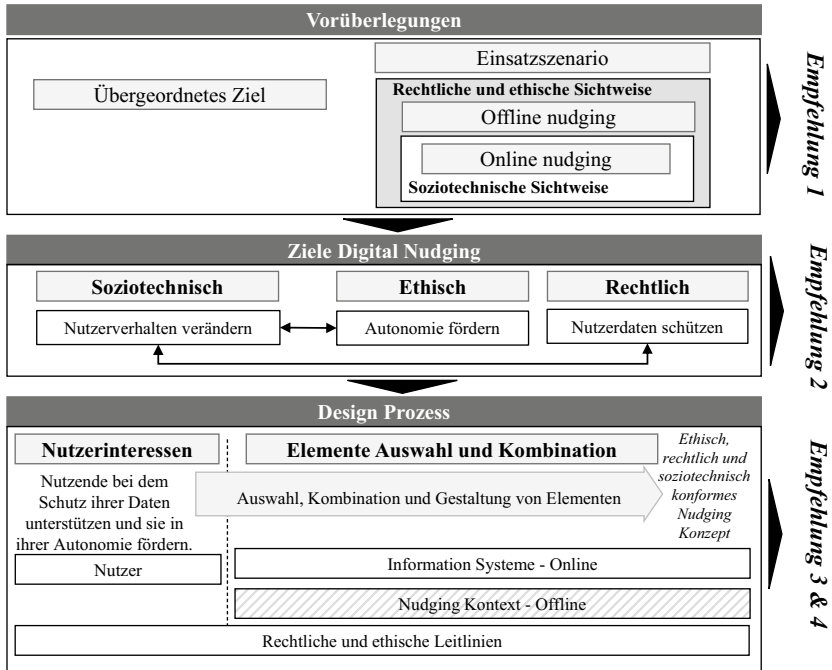 Vorüberlegungen
Einsatzszenario
Übergeordnetes Ziel
Rechtliche und ethische Sichtweise
Offline nudging
Online nudging
Soziotechnische Sichtweise
Empfehlung 1
Ziele Digital Nudging
Soziotechnisch
Ethisch
Rechtlich
Nutzerverhalten verändern
Autonomie fördern
Nutzerdaten schützen
Empfehlung 2
Design Prozess
Nutzerinteressen
Elemente Auswahl und Kombination
Nutzende bei dem
Schutz ihrer Daten
unterstützen und sie in
ihrer Autonomie fördern.
Auswahl, Kombination und Gestaltung von Elementen
Ethisch,
rechtlich und
soziotechnisch
konformes
Nudging
Konzept
Nutzer
Information Systeme - Online
Nudging Kontext - Offline
Rechtliche und ethische Leitlinien
Empfehlung 3 & 4